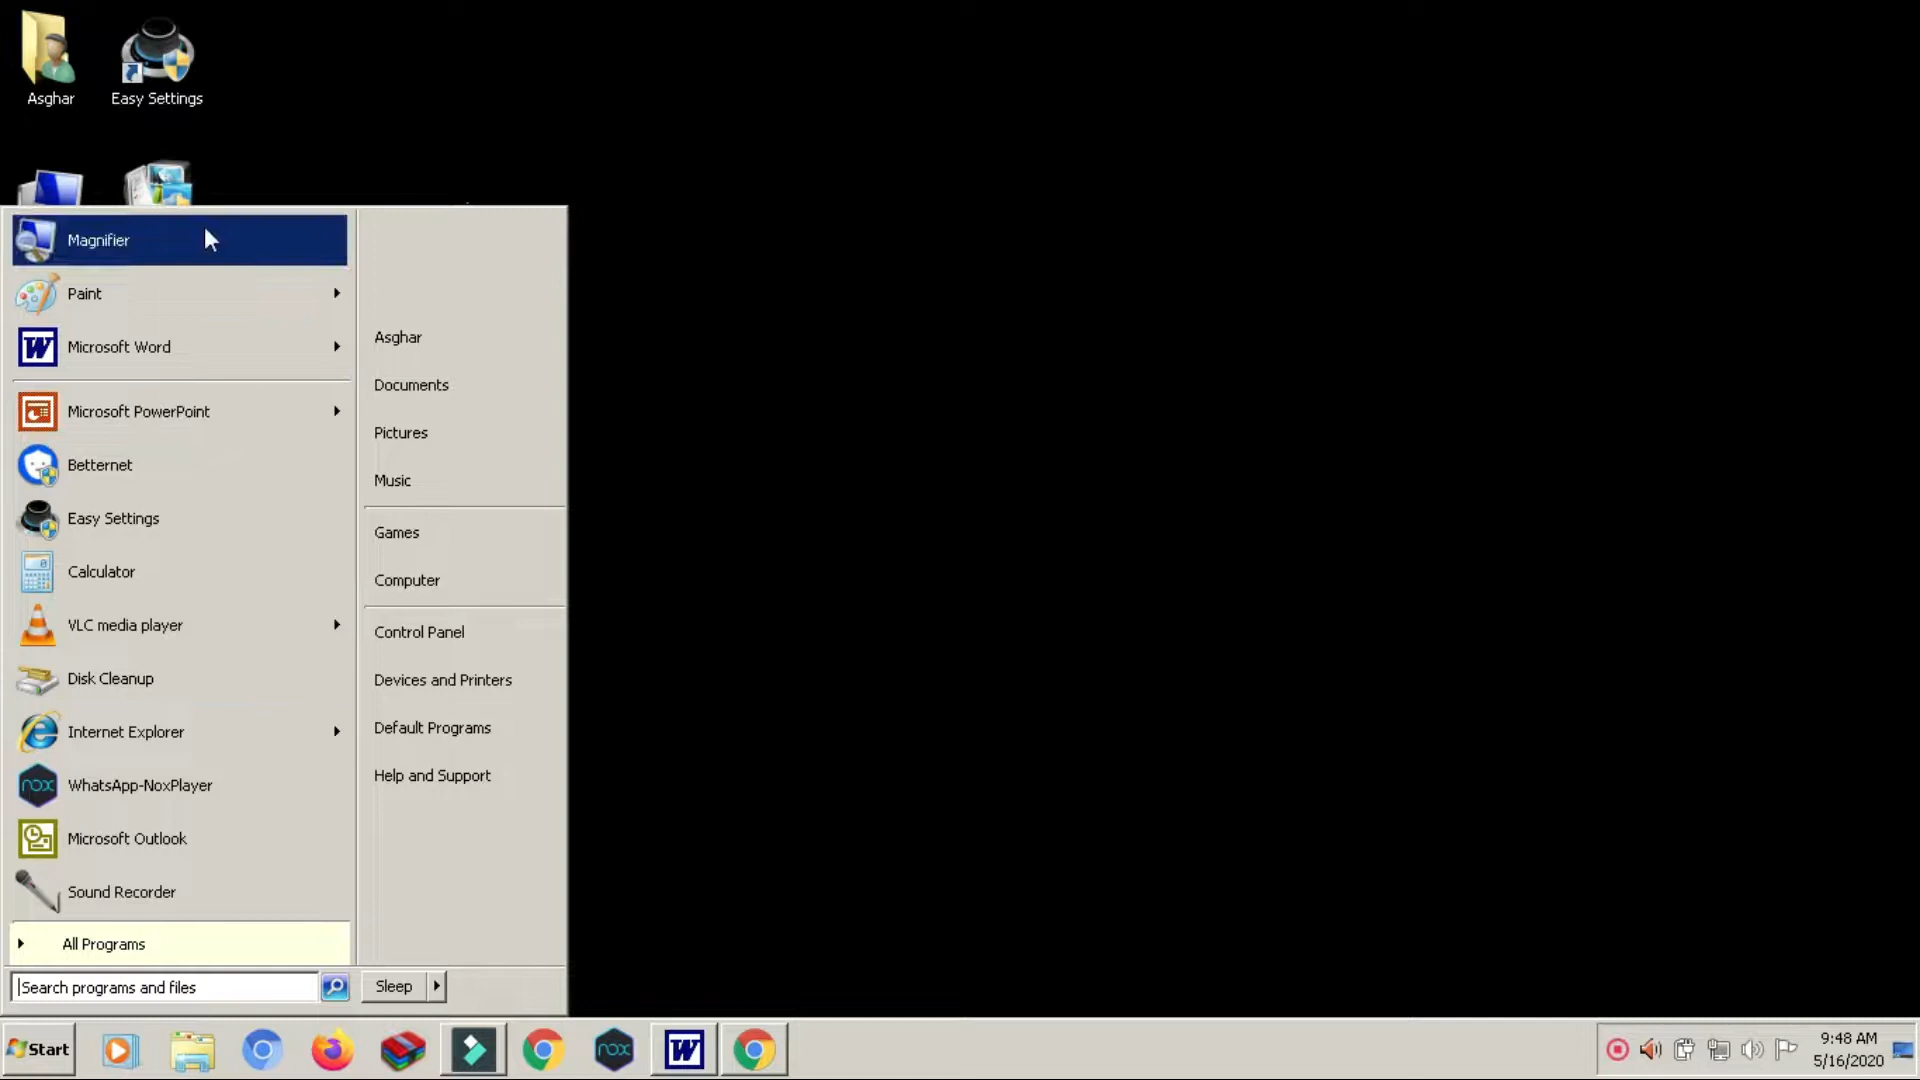 Asghar
Easy Settings
Magnifier
Paint
Microsoft Word
Microsoft PowerPoint
Betternet
Easy Settings
Calculator
VLC media player
Disk Cleanup
Internet Explorer
WhatsApp-NoxPlayer
Microsoft Outlook
Sound Recorder
All Programs
Search programs and files
Asghar
Documents
Pictures
Music
Games
Computer
Control Panel
Devices and Printers
Default Programs
Help and Support
Sleep
Start
nox
W
9:48 AM
5/16/2020